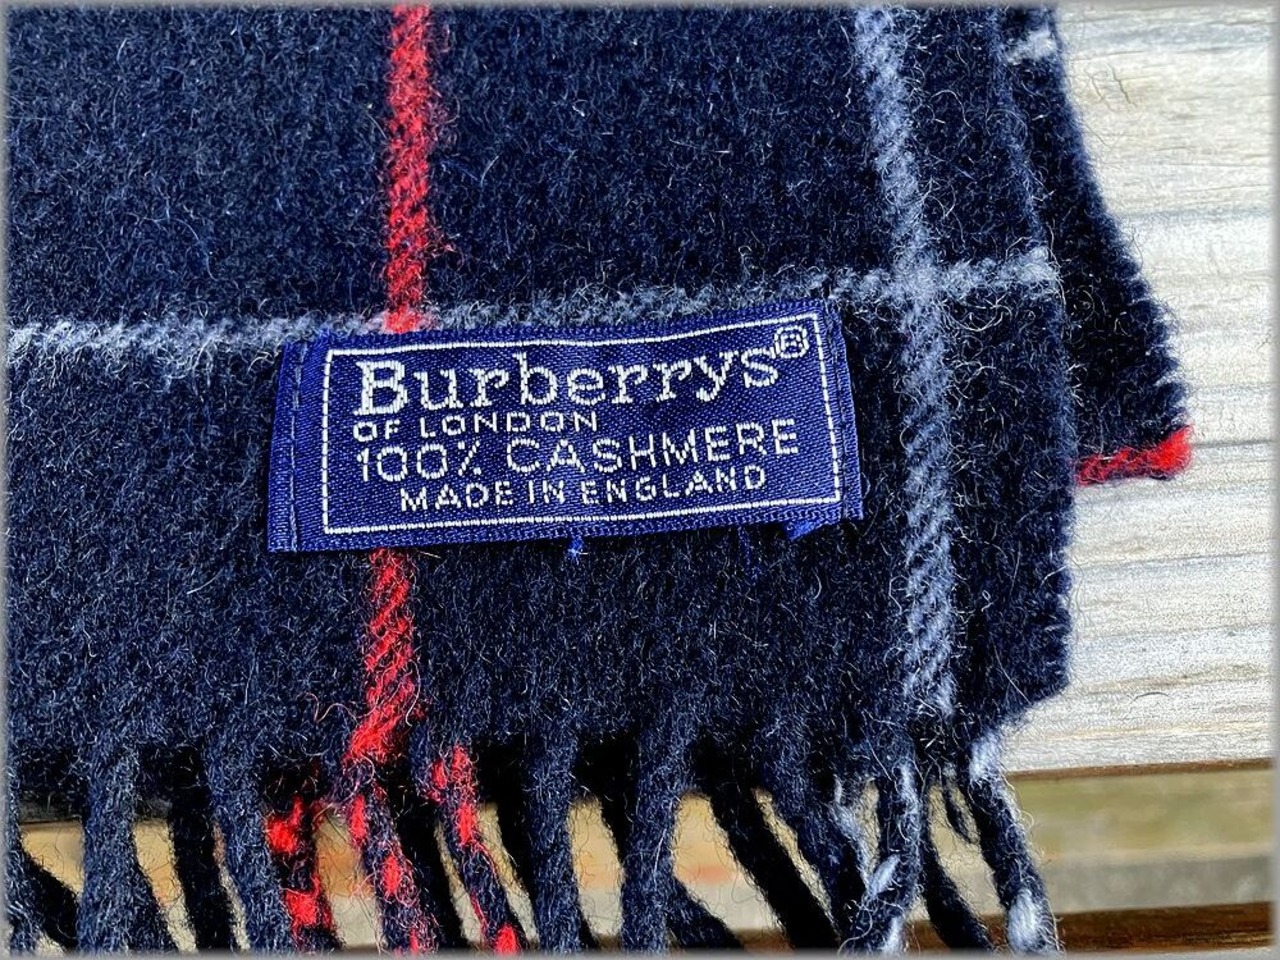 Burberrys®
OF LONDON
100% CASHMERE
MADE IN ENGLAND